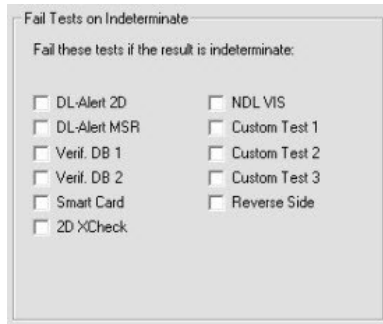 Fail Tests on Indeterminate
Fail these tests if the result is indeterminate:
DL-Alert 2D
DL-Alert MSR
Verif. DB 1
Verif. DB 2
Smart Card
2D XCheck
NDL VIS
Custom Test 1
Custom Test 2
Custom Test 3
Reverse Side